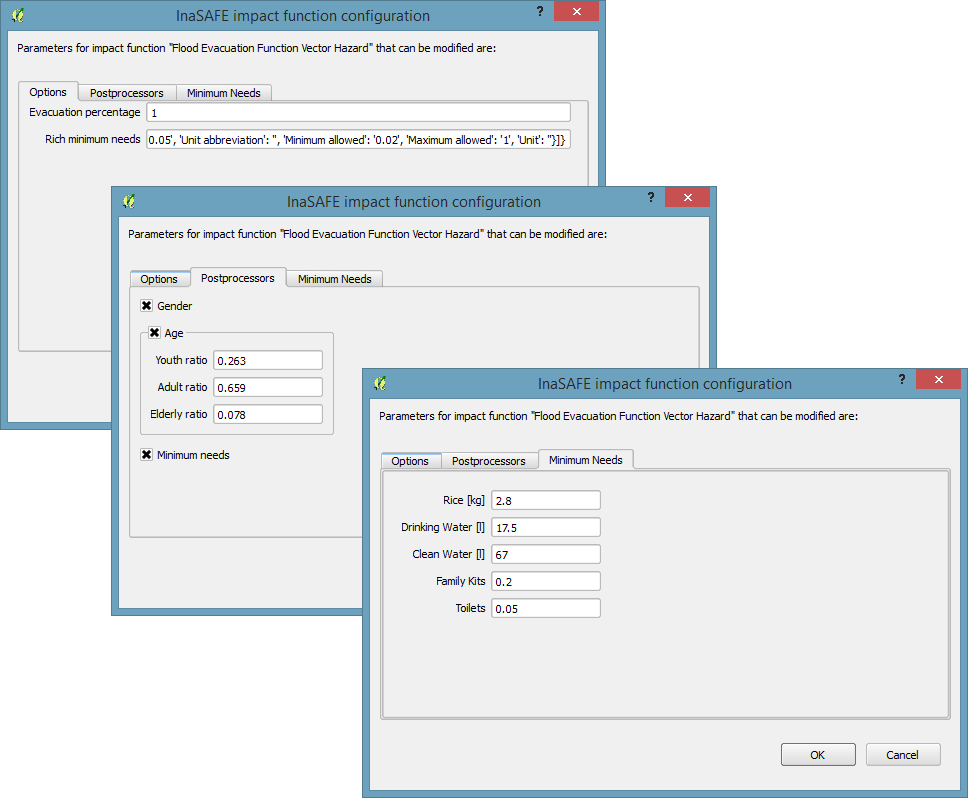 InaSAFE impact function configuration
?
Parameters for impact function "Flood Evacuation Function Vector Hazard" that can be modified are:
Options Postprocessors Minimum Needs
Evacuation percentage 1
Rich minimum needs 0.05', 'Unit abbreviation': '', 'Minimum allowed': '0.02', 'Maximum allowed': '1', 'Unit': ''}]}
InaSAFE impact function configuration
?
Parameters for impact function "Flood Evacuation Function Vector Hazard" that can be modified are:
Options Postprocessors Minimum Needs
Gender
Age
Youth ratio 0.263
Adult ratio 0.659
Elderly ratio 0.078
Minimum needs
InaSAFE impact function configuration
?
Parameters for impact function "Flood Evacuation Function Vector Hazard" that can be modified are:
Options Postprocessors Minimum Needs
Rice [kg] 2.8
Drinking Water [l] 17.5
Clean Water [l] 67
Family Kits 0.2
Toilets 0.05
OK Cancel